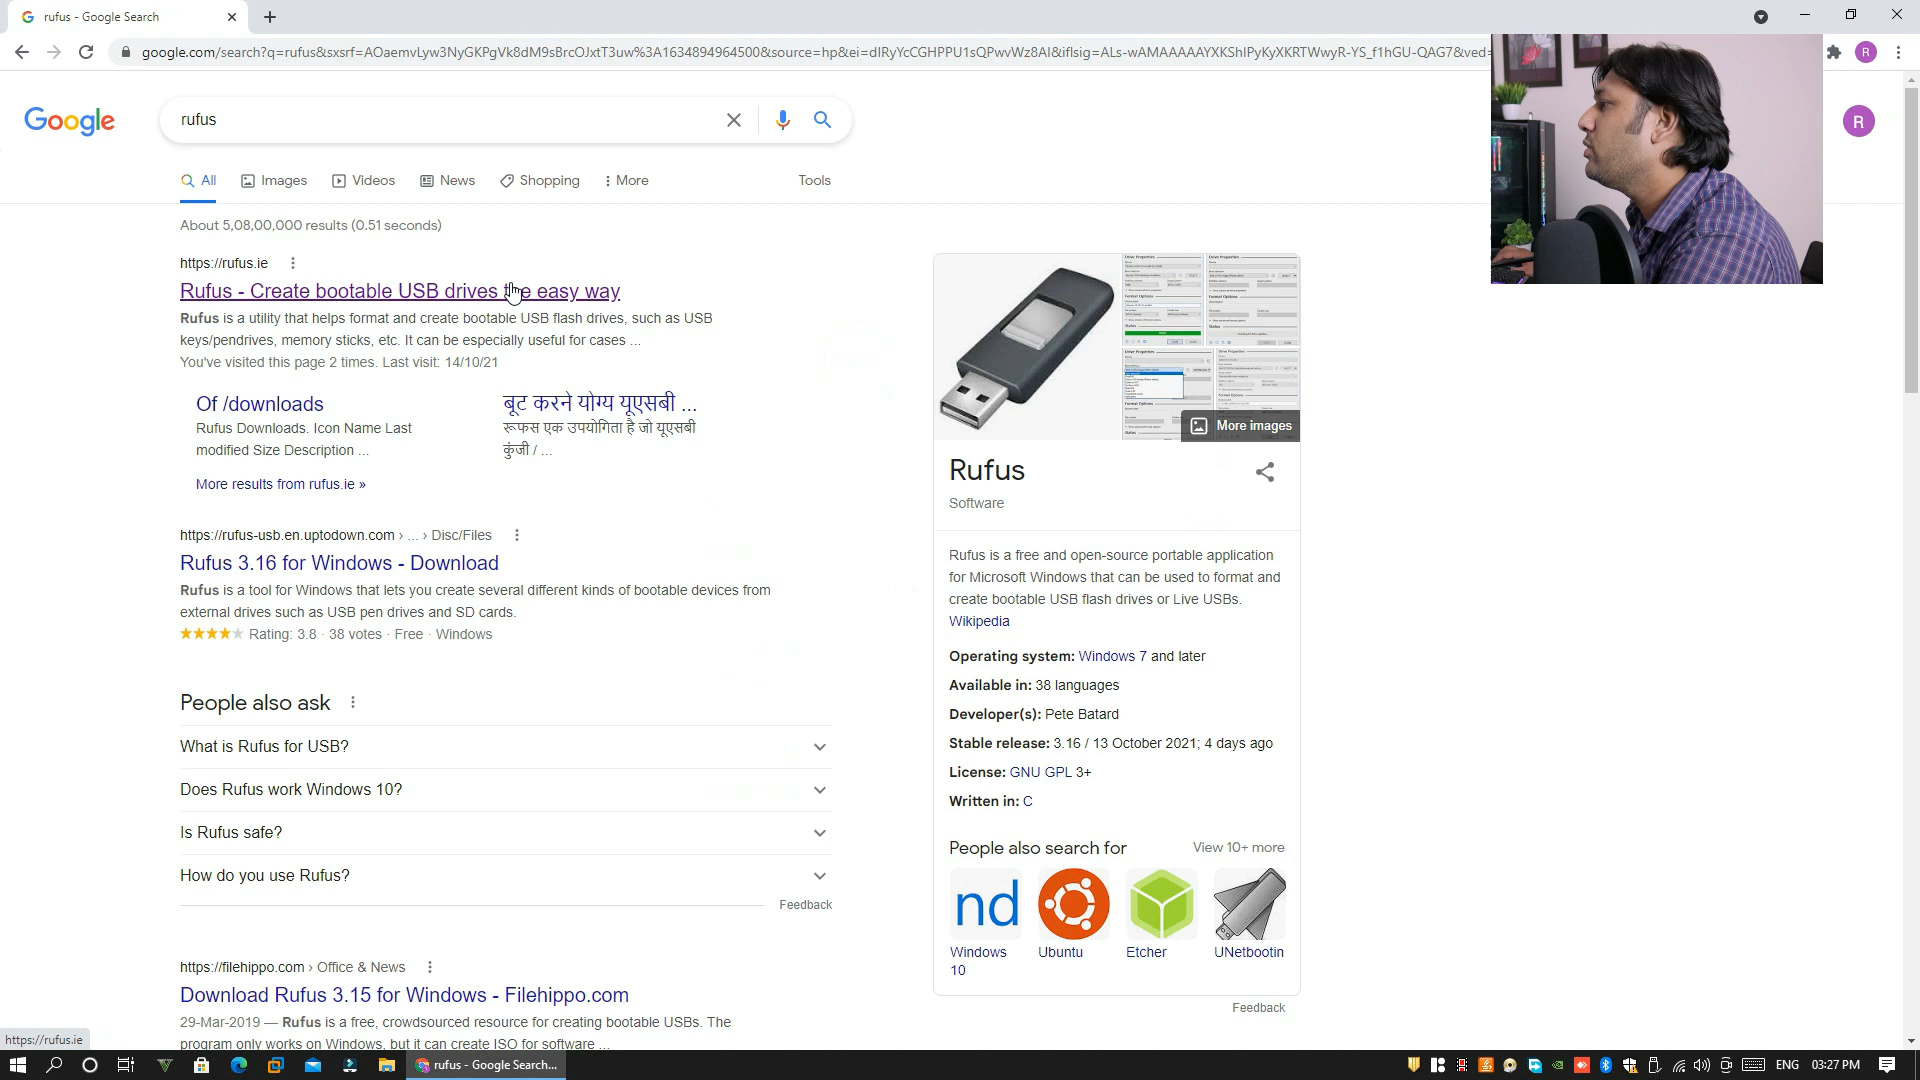 rufus - Google Search
google.com/search?q=rufus&sxsrf=AOaemvLyw3NyGKPgVk8dM9sBrcOJxtT3uw%3A1634894964500&source=hp&ei=dIRyYcCGHPPU1sQPwvWz8AI&iflsig=ALs-wAMAAAAAYXKShIPyKyXKRTWwyR-YS_f1hGU-QAG7&ved=
R
Google
rufus
R
All
Images
Videos
News
Shopping
More
Tools
About 5,08,00,000 results (0.51 seconds)
https://rufus.ie
Rufus - Create bootable USB drives the easy way
Rufus is a utility that helps format and create bootable USB flash drives, such as USB
keys/pendrives, memory sticks, etc. It can be especially useful for cases ...
You've visited this page 2 times. Last visit: 14/10/21
Of /downloads
Rufus Downloads. Icon Name Last
modified Size Description ...
बूट करने योग्य यूएसबी ...
रूफस एक उपयोगिता है जो यूएसबी
कुंजी / ...
More results from rufus.ie »
https://rufus-usb.en.uptodown.com › ... › Disc/Files
Rufus 3.16 for Windows - Download
Rufus is a tool for Windows that lets you create several different kinds of bootable devices from
external drives such as USB pen drives and SD cards.
Rating: 3.8 · 38 votes · Free · Windows
People also ask
What is Rufus for USB?
Does Rufus work Windows 10?
Is Rufus safe?
How do you use Rufus?
Feedback
https://filehippo.com › Office & News
Download Rufus 3.15 for Windows - Filehippo.com
29-Mar-2019 — Rufus is a free, crowdsourced resource for creating bootable USBs. The
program only works on Windows, but it can create ISO for software ...
More images
Rufus
Software
Rufus is a free and open-source portable application
for Microsoft Windows that can be used to format and
create bootable USB flash drives or Live USBs.
Wikipedia
Operating system: Windows 7 and later
Available in: 38 languages
Developer(s): Pete Batard
Stable release: 3.16 / 13 October 2021; 4 days ago
License: GNU GPL 3+
Written in: C
People also search for
View 10+ more
nd
Windows
10
Ubuntu
Etcher
UNetbootin
Feedback
https://rufus.ie
rufus - Google Search...
ENG
03:27 PM